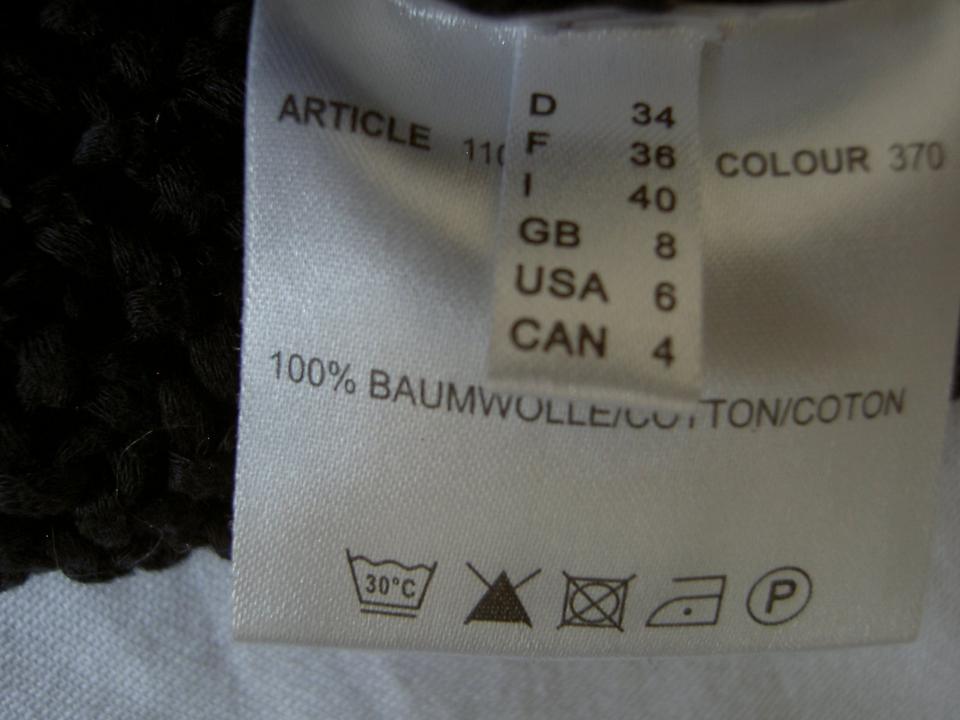 D 34
F 36
I 40
GB 8
USA 6
CAN 4
ARTICLE COLOUR 370
100% BAUMWOLLE/COTTON/COTON
30°C
P